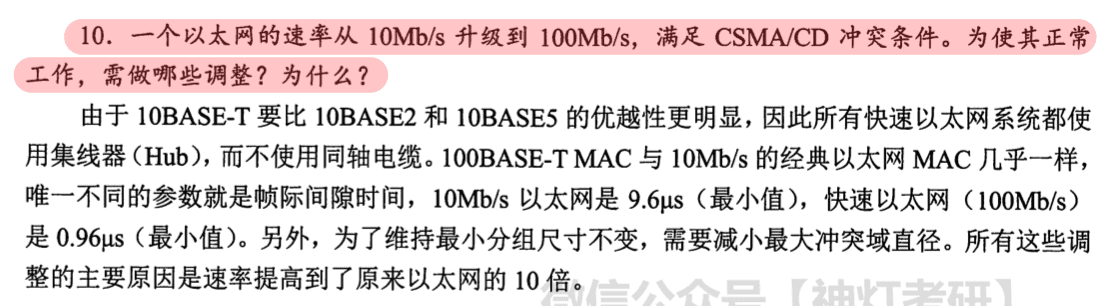 10．一个以太网的速率从 10Mb/s 升级到 100Mb/s，满足 CSMA/CD 冲突条件。为使其正常
工作，需做哪些调整？为什么？
由于 10BASE-T 要比 10BASE2 和 10BASE5 的优越性更明显，因此所有快速以太网系统都使
用集线器（Hub），而不使用同轴电缆。100BASE-T MAC 与 10Mb/s 的经典以太网 MAC 几乎一样，
唯一不同的参数就是帧际间隙时间，10Mb/s 以太网是 9.6μs（最小值），快速以太网（100Mb/s）
是 0.96μs（最小值）。另外，为了维持最小分组尺寸不变，需要减小最大冲突域直径。所有这些调
整的主要原因是速率提高到了原来以太网的 10 倍。
微信公众号【神灯考研】